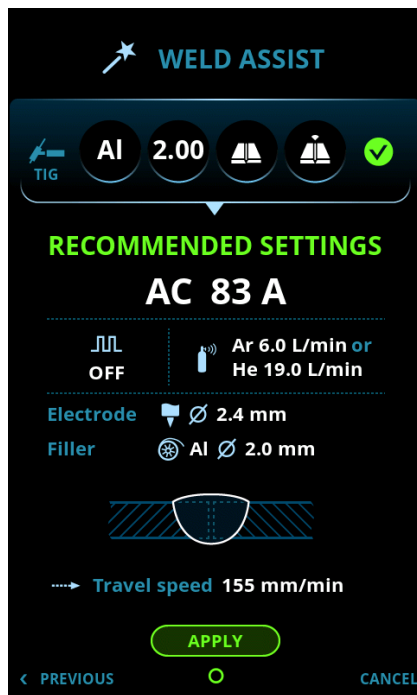 WELD ASSIST
TIG
Al
2.00
RECOMMENDED SETTINGS
AC 83 A
OFF
Ar 6.0 L/min or
He 19.0 L/min
Electrode Ø 2.4 mm
Filler Al Ø 2.0 mm
Travel speed 155 mm/min
APPLY
‹ PREVIOUS
CANCEL